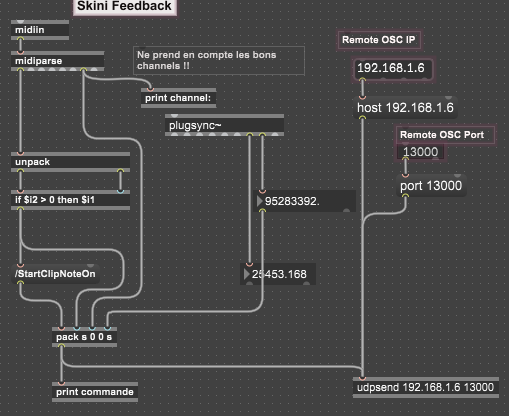 Skini Feedback
midiin
midiparse
Ne prend en compte les bons
channels !!
print channel:
plugsync~
unpack
if $i2 > 0 then $i1
95283392.
25453.168
/StartClipNoteOn
pack s 0 0 s
print commande
Remote OSC IP
192.168.1.6
host 192.168.1.6
Remote OSC Port
13000
port 13000
udpsend 192.168.1.6 13000